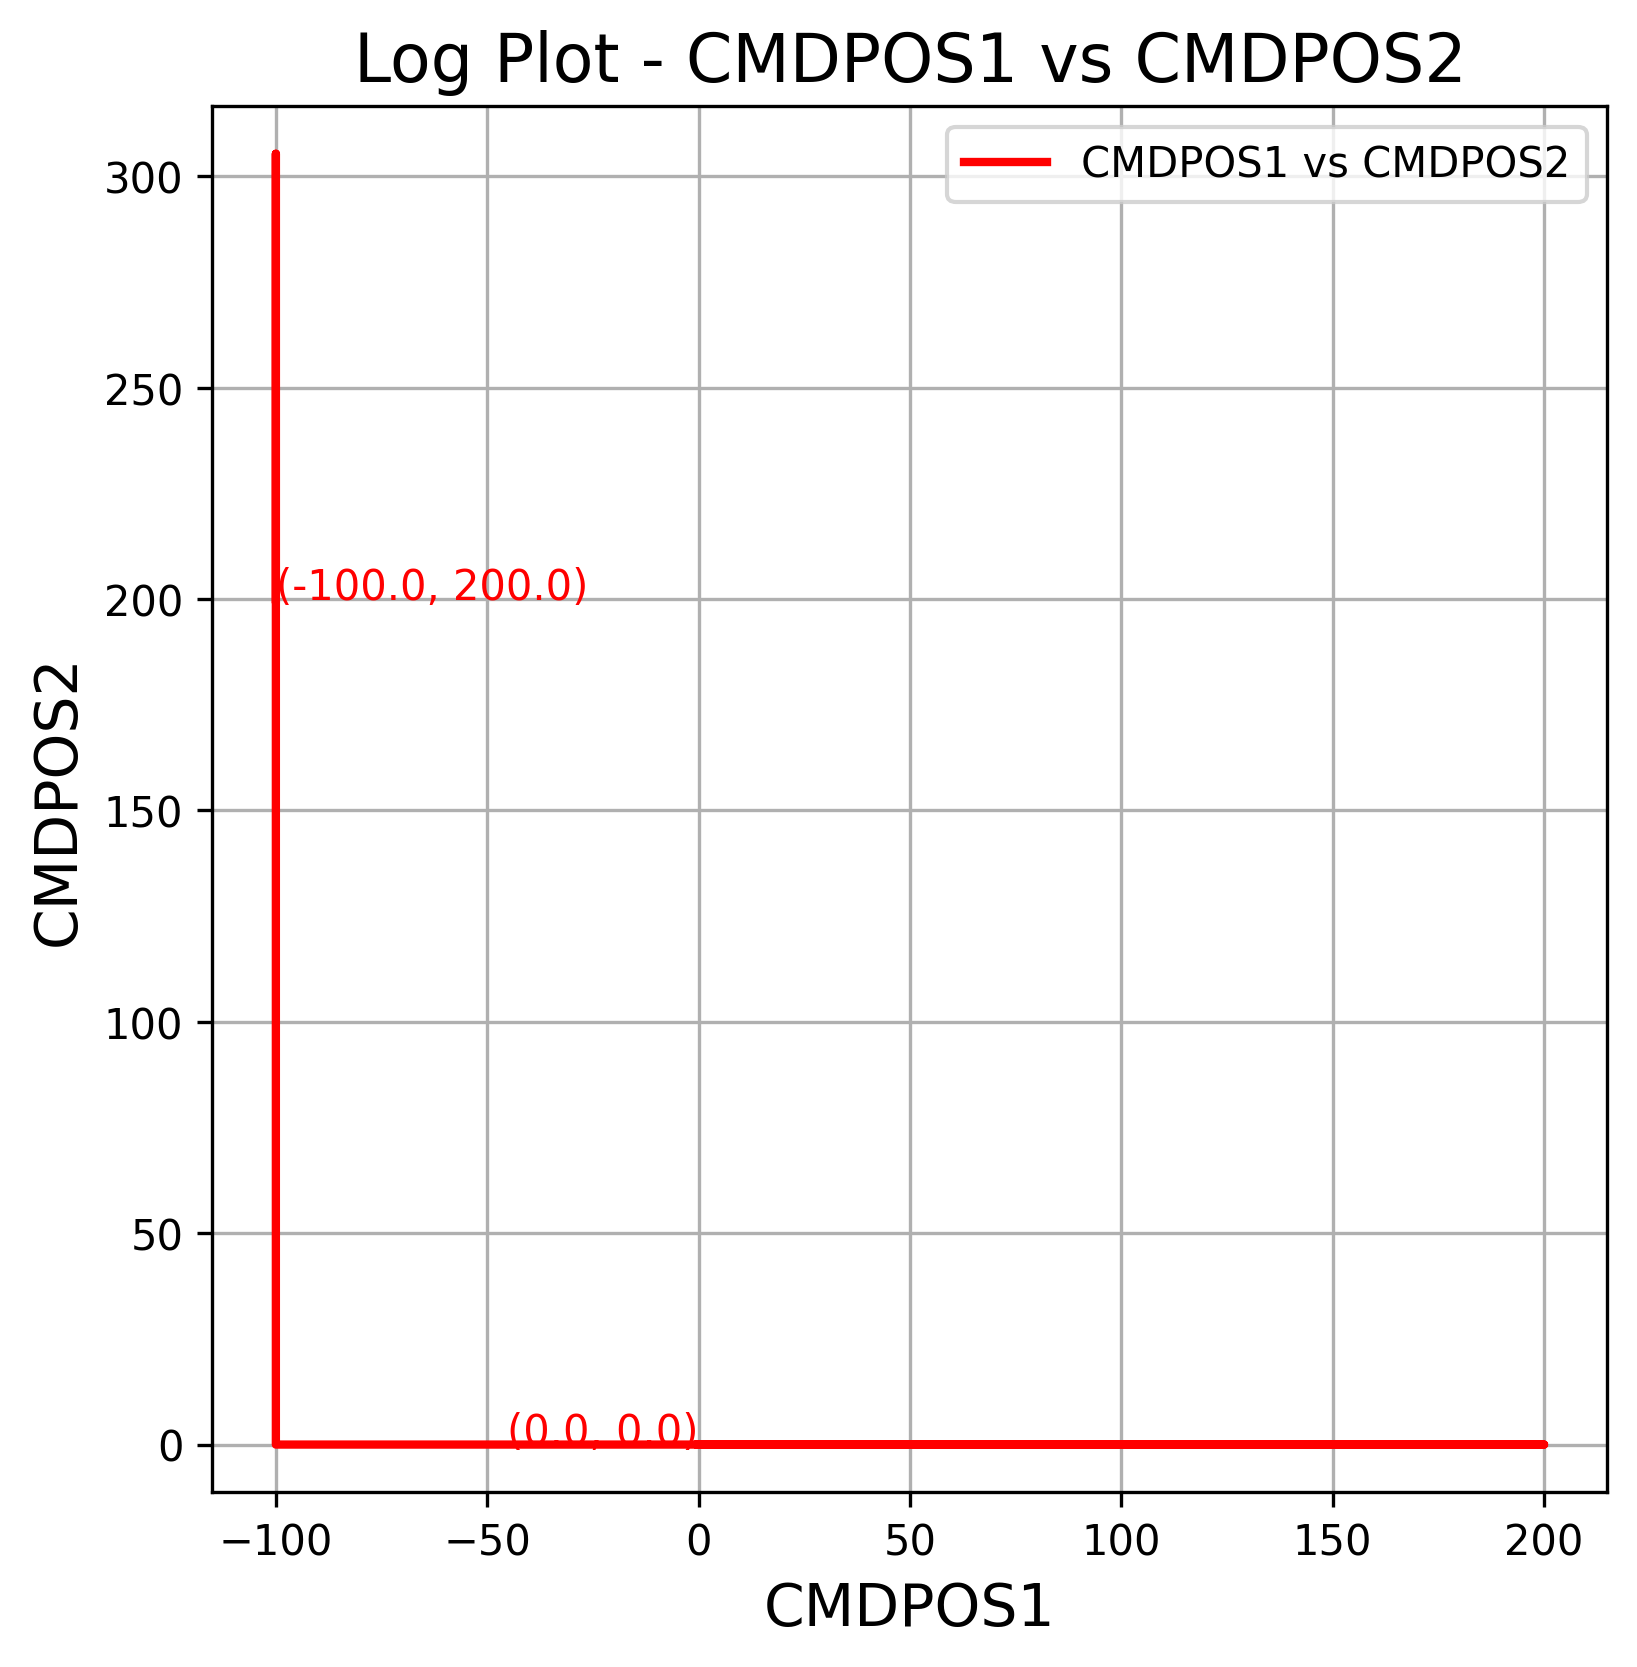 Log Plot - CMDPOS1 vs CMDPOS2
CMDPOS1 vs CMDPOS2
300
250
(-100.0, 200.0)
200
150
100
50
(0.0, 0.0)
0
CMDPOS2
−100 −50 0 50 100 150 200
CMDPOS1